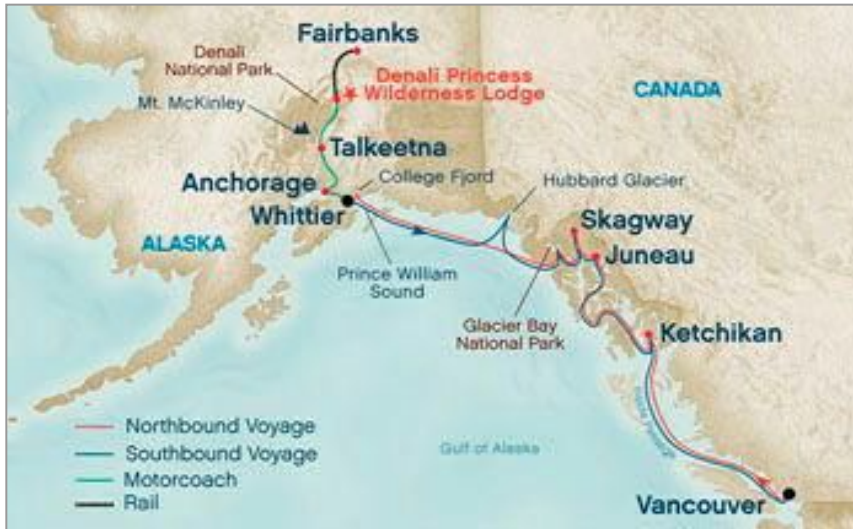 Fairbanks
Denali
National Park
Denali Princess
Wilderness Lodge
CANADA
Mt. McKinley
Talkeetna
College Fjord
Hubbard Glacier
Anchorage
Whittier
Skagway
ALASKA
Juneau
Prince William
Sound
Glacier Bay
National Park
Ketchikan
Northbound Voyage
Southbound Voyage
Motorcoach
Rail
Gulf of Alaska
Inside Passage
Vancouver